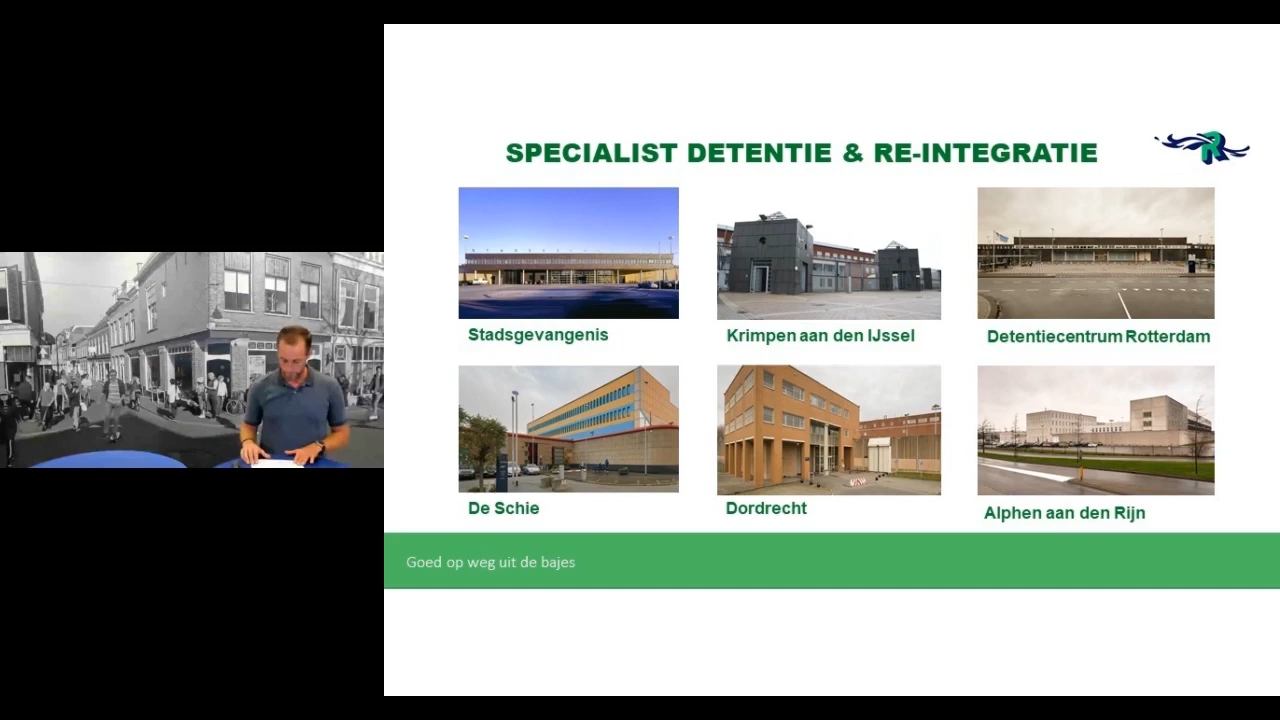 SPECIALIST DETENTIE & RE-INTEGRATIE
R
Stadsgevangenis
Krimpen aan den IJssel
Detentiecentrum Rotterdam
De Schie
Dordrecht
Alphen aan den Rijn
Goed op weg uit de bajes